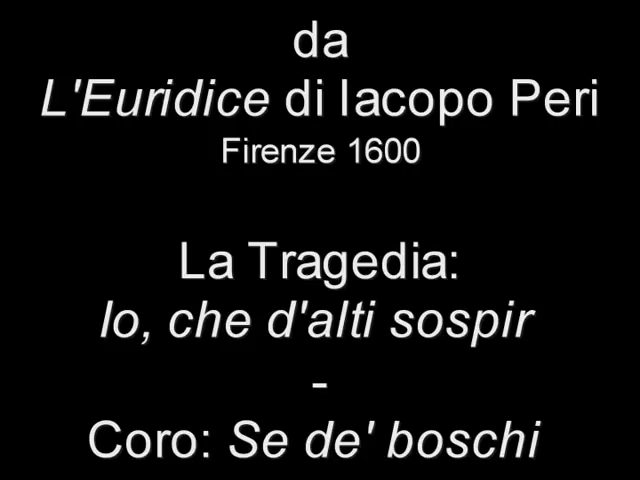 da
L'Euridice di Iacopo Peri
Firenze 1600
La Tragedia:
Io, che d'alti sospir
-
Coro: Se de' boschi